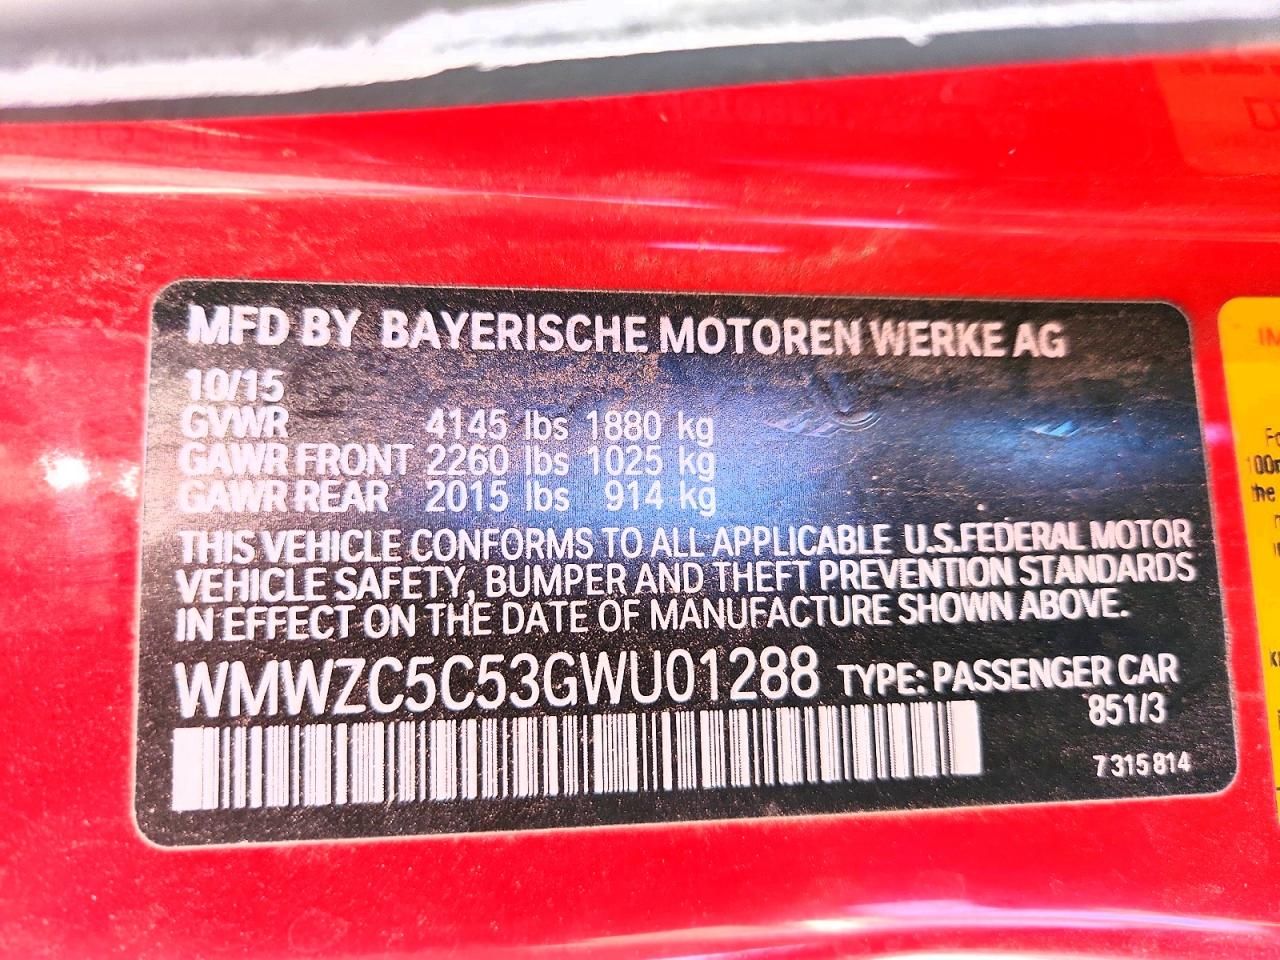 MFD BY BAYERISCHE MOTOREN WERKE AG
10/15
GVWR 4145 lbs 1880 kg
GAWR FRONT 2260 lbs 1025 kg
GAWR REAR 2015 lbs 914 kg
THIS VEHICLE CONFORMS TO ALL APPLICABLE U.S.FEDERAL MOTOR
VEHICLE SAFETY, BUMPER AND THEFT PREVENTION STANDARDS
IN EFFECT ON THE DATE OF MANUFACTURE SHOWN ABOVE.
WMWZC5C53GWU01288 TYPE: PASSENGER CAR
851/3
7 315 814
the